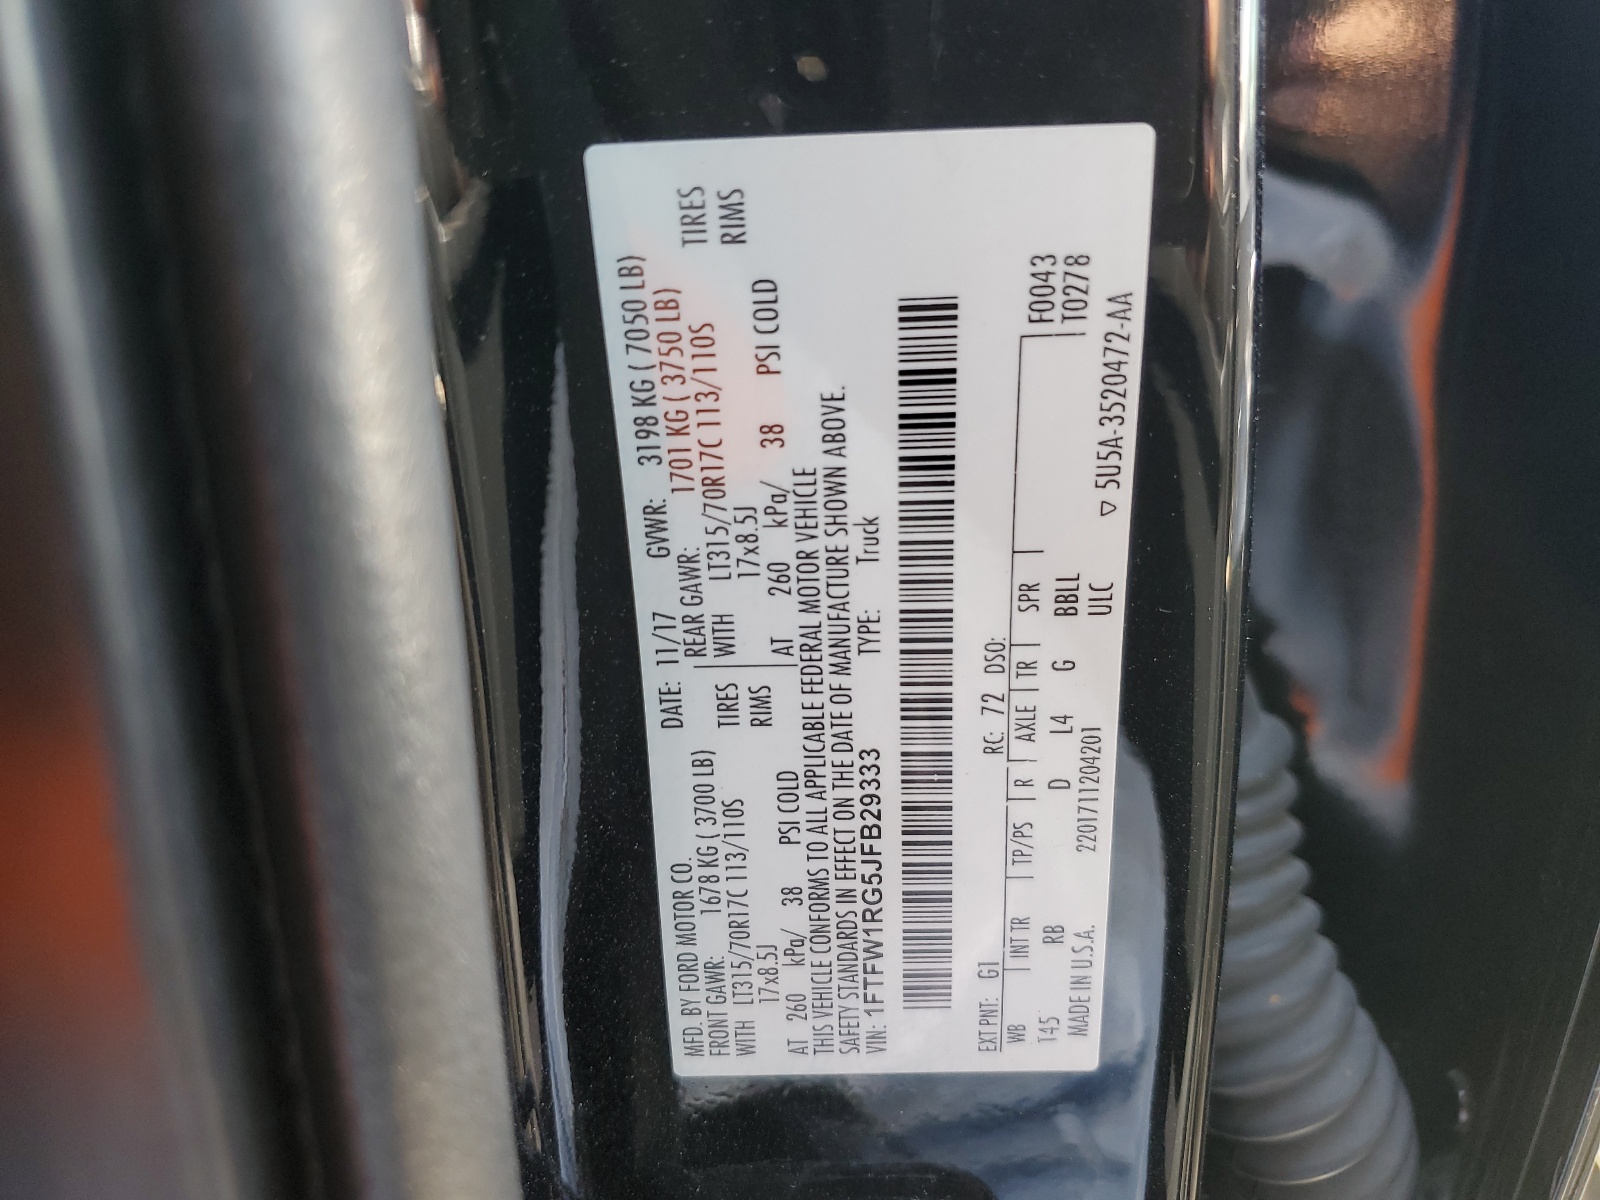 MFD. BY FORD MOTOR CO. DATE: 11/17 GVWR: 3198 KG ( 7050 LB)
FRONT GAWR: 1678 KG ( 3700 LB) REAR GAWR: 1701 KG ( 3750 LB)
WITH LT315/70R17C 113/110S TIRES WITH LT315/70R17C 113/110S TIRES
17x8.5J RIMS 17x8.5J RIMS
AT 260 kPa/ 38 PSI COLD AT 260 kPa/ 38 PSI COLD
THIS VEHICLE CONFORMS TO ALL APPLICABLE FEDERAL MOTOR VEHICLE
SAFETY STANDARDS IN EFFECT ON THE DATE OF MANUFACTURE SHOWN ABOVE.
VIN: 1FTFW1RG5JFB29333 TYPE: Truck
EXT PNT: G1 RC: 72 DSO:
WB INT TR TP/PS R AXLE TR SPR F0043
T45 RB D L4 G BBLL T0278
MADE IN U.S.A. 2201711204201 ULC
▽ 5U5A-3520472-AA